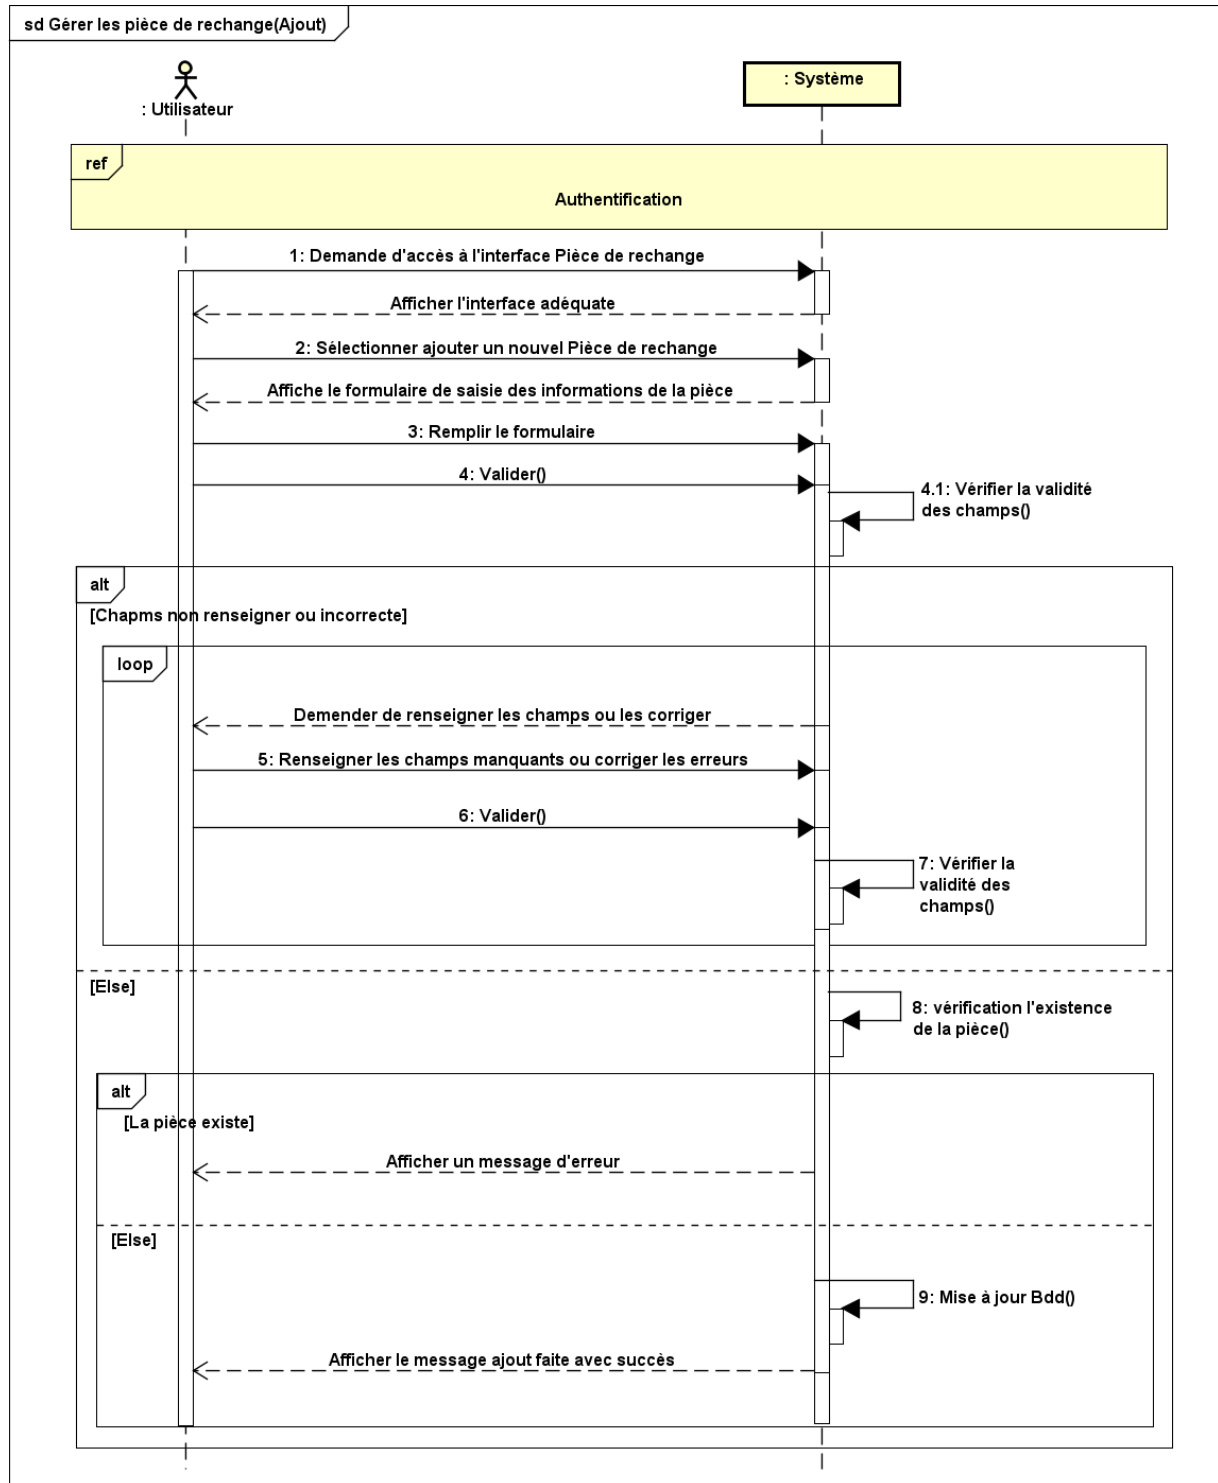 sd Gérer les pièce de rechange(Ajout)
: Utilisateur
: Système
ref
Authentification
1: Demande d'accès à l'interface Pièce de rechange
Afficher l'interface adéquate
2: Sélectionner ajouter un nouvel Pièce de rechange
Affiche le formulaire de saisie des informations de la pièce
3: Remplir le formulaire
4: Valider()
4.1: Vérifier la validité
des champs()
alt
[Chapms non renseigner ou incorrecte]
loop
Demender de renseigner les champs ou les corriger
5: Renseigner les champs manquants ou corriger les erreurs
6: Valider()
7: Vérifier la
validité des
champs()
[Else]
8: vérification l'existence
de la pièce()
alt
[La pièce existe]
Afficher un message d'erreur
[Else]
9: Mise à jour Bdd()
Afficher le message ajout faite avec succès